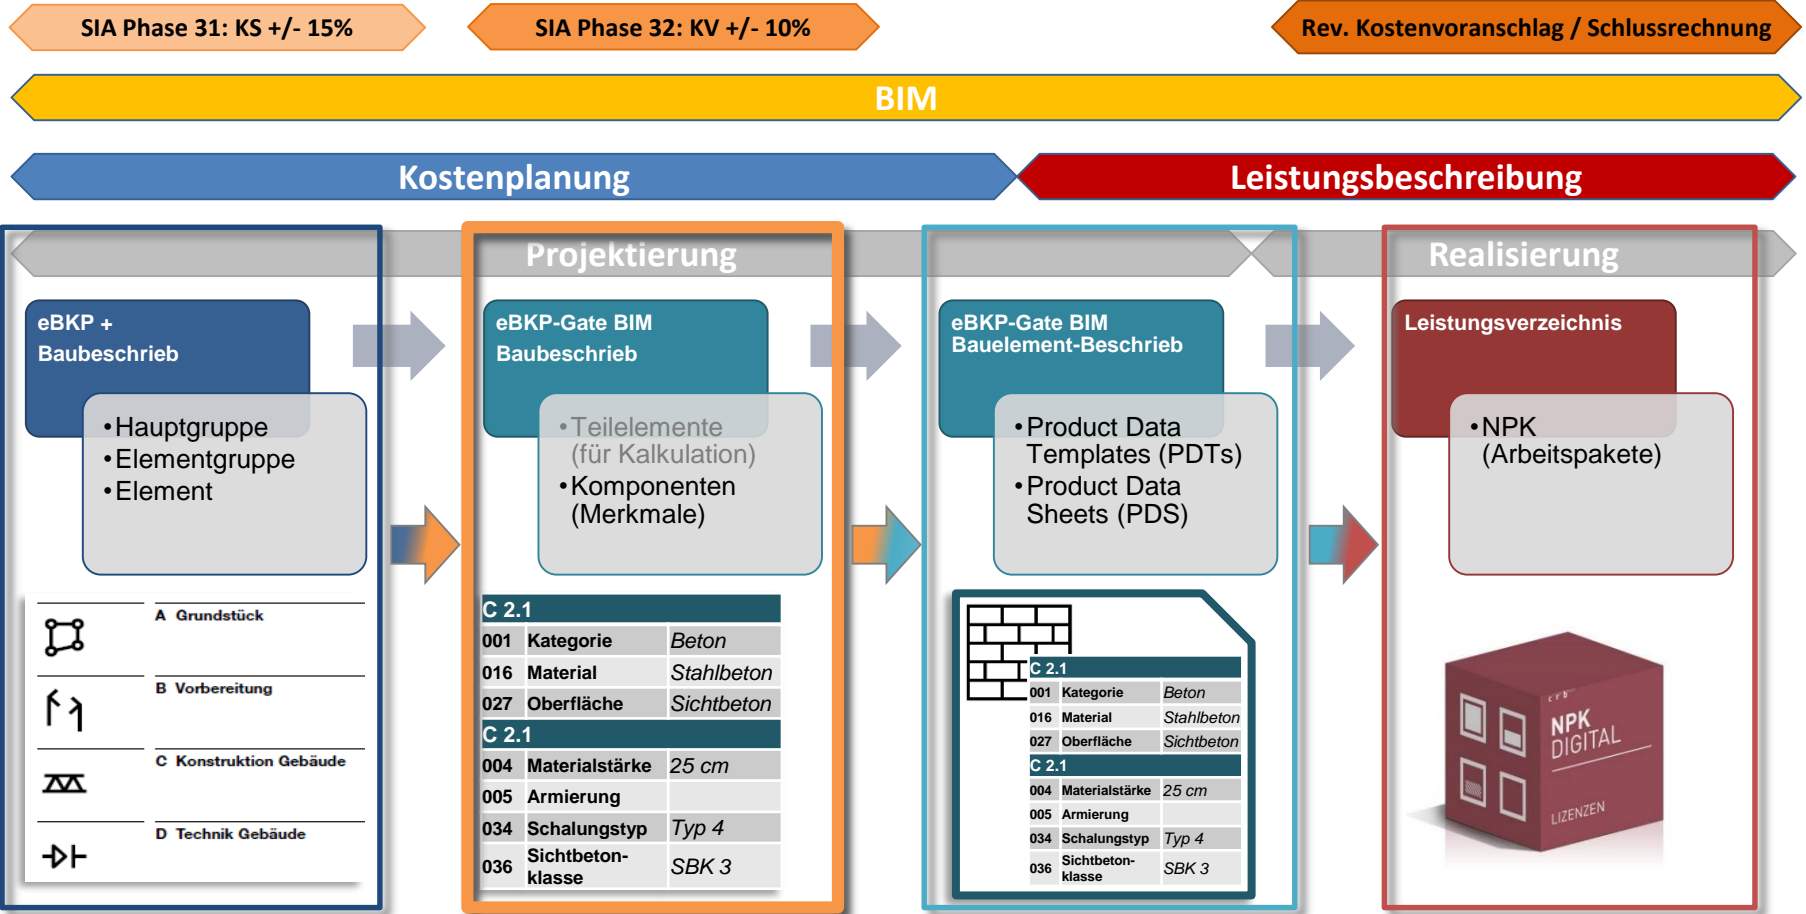 SIA Phase 31: KS +/- 15%
SIA Phase 32: KV +/- 10%
Rev. Kostenvoranschlag / Schlussrechnung
BIM
Kostenplanung
Leistungsbeschreibung
Projektierung
Realisierung
eBKP +
Baubeschrieb
•Hauptgruppe
•Elementgruppe
•Element
A Grundstück
B Vorbereitung
C Konstruktion Gebäude
D Technik Gebäude
eBKP-Gate BIM
Baubeschrieb
•Teilelemente
(für Kalkulation)
•Komponenten
(Merkmale)
C 2.1
001 Kategorie Beton
016 Material Stahlbeton
027 Oberfläche Sichtbeton
C 2.1
004 Materialstärke 25 cm
005 Armierung
034 Schalungstyp Typ 4
036 Sichtbeton-
klasse SBK 3
eBKP-Gate BIM
Bauelement-Beschrieb
•Product Data
Templates (PDTs)
•Product Data
Sheets (PDS)
C 2.1
001 Kategorie Beton
016 Material Stahlbeton
027 Oberfläche Sichtbeton
C 2.1
004 Materialstärke 25 cm
005 Armierung
034 Schalungstyp Typ 4
036 Sichtbeton-
klasse SBK 3
Leistungsverzeichnis
•NPK
(Arbeitspakete)
crb
NPK
DIGITAL
LIZENZEN